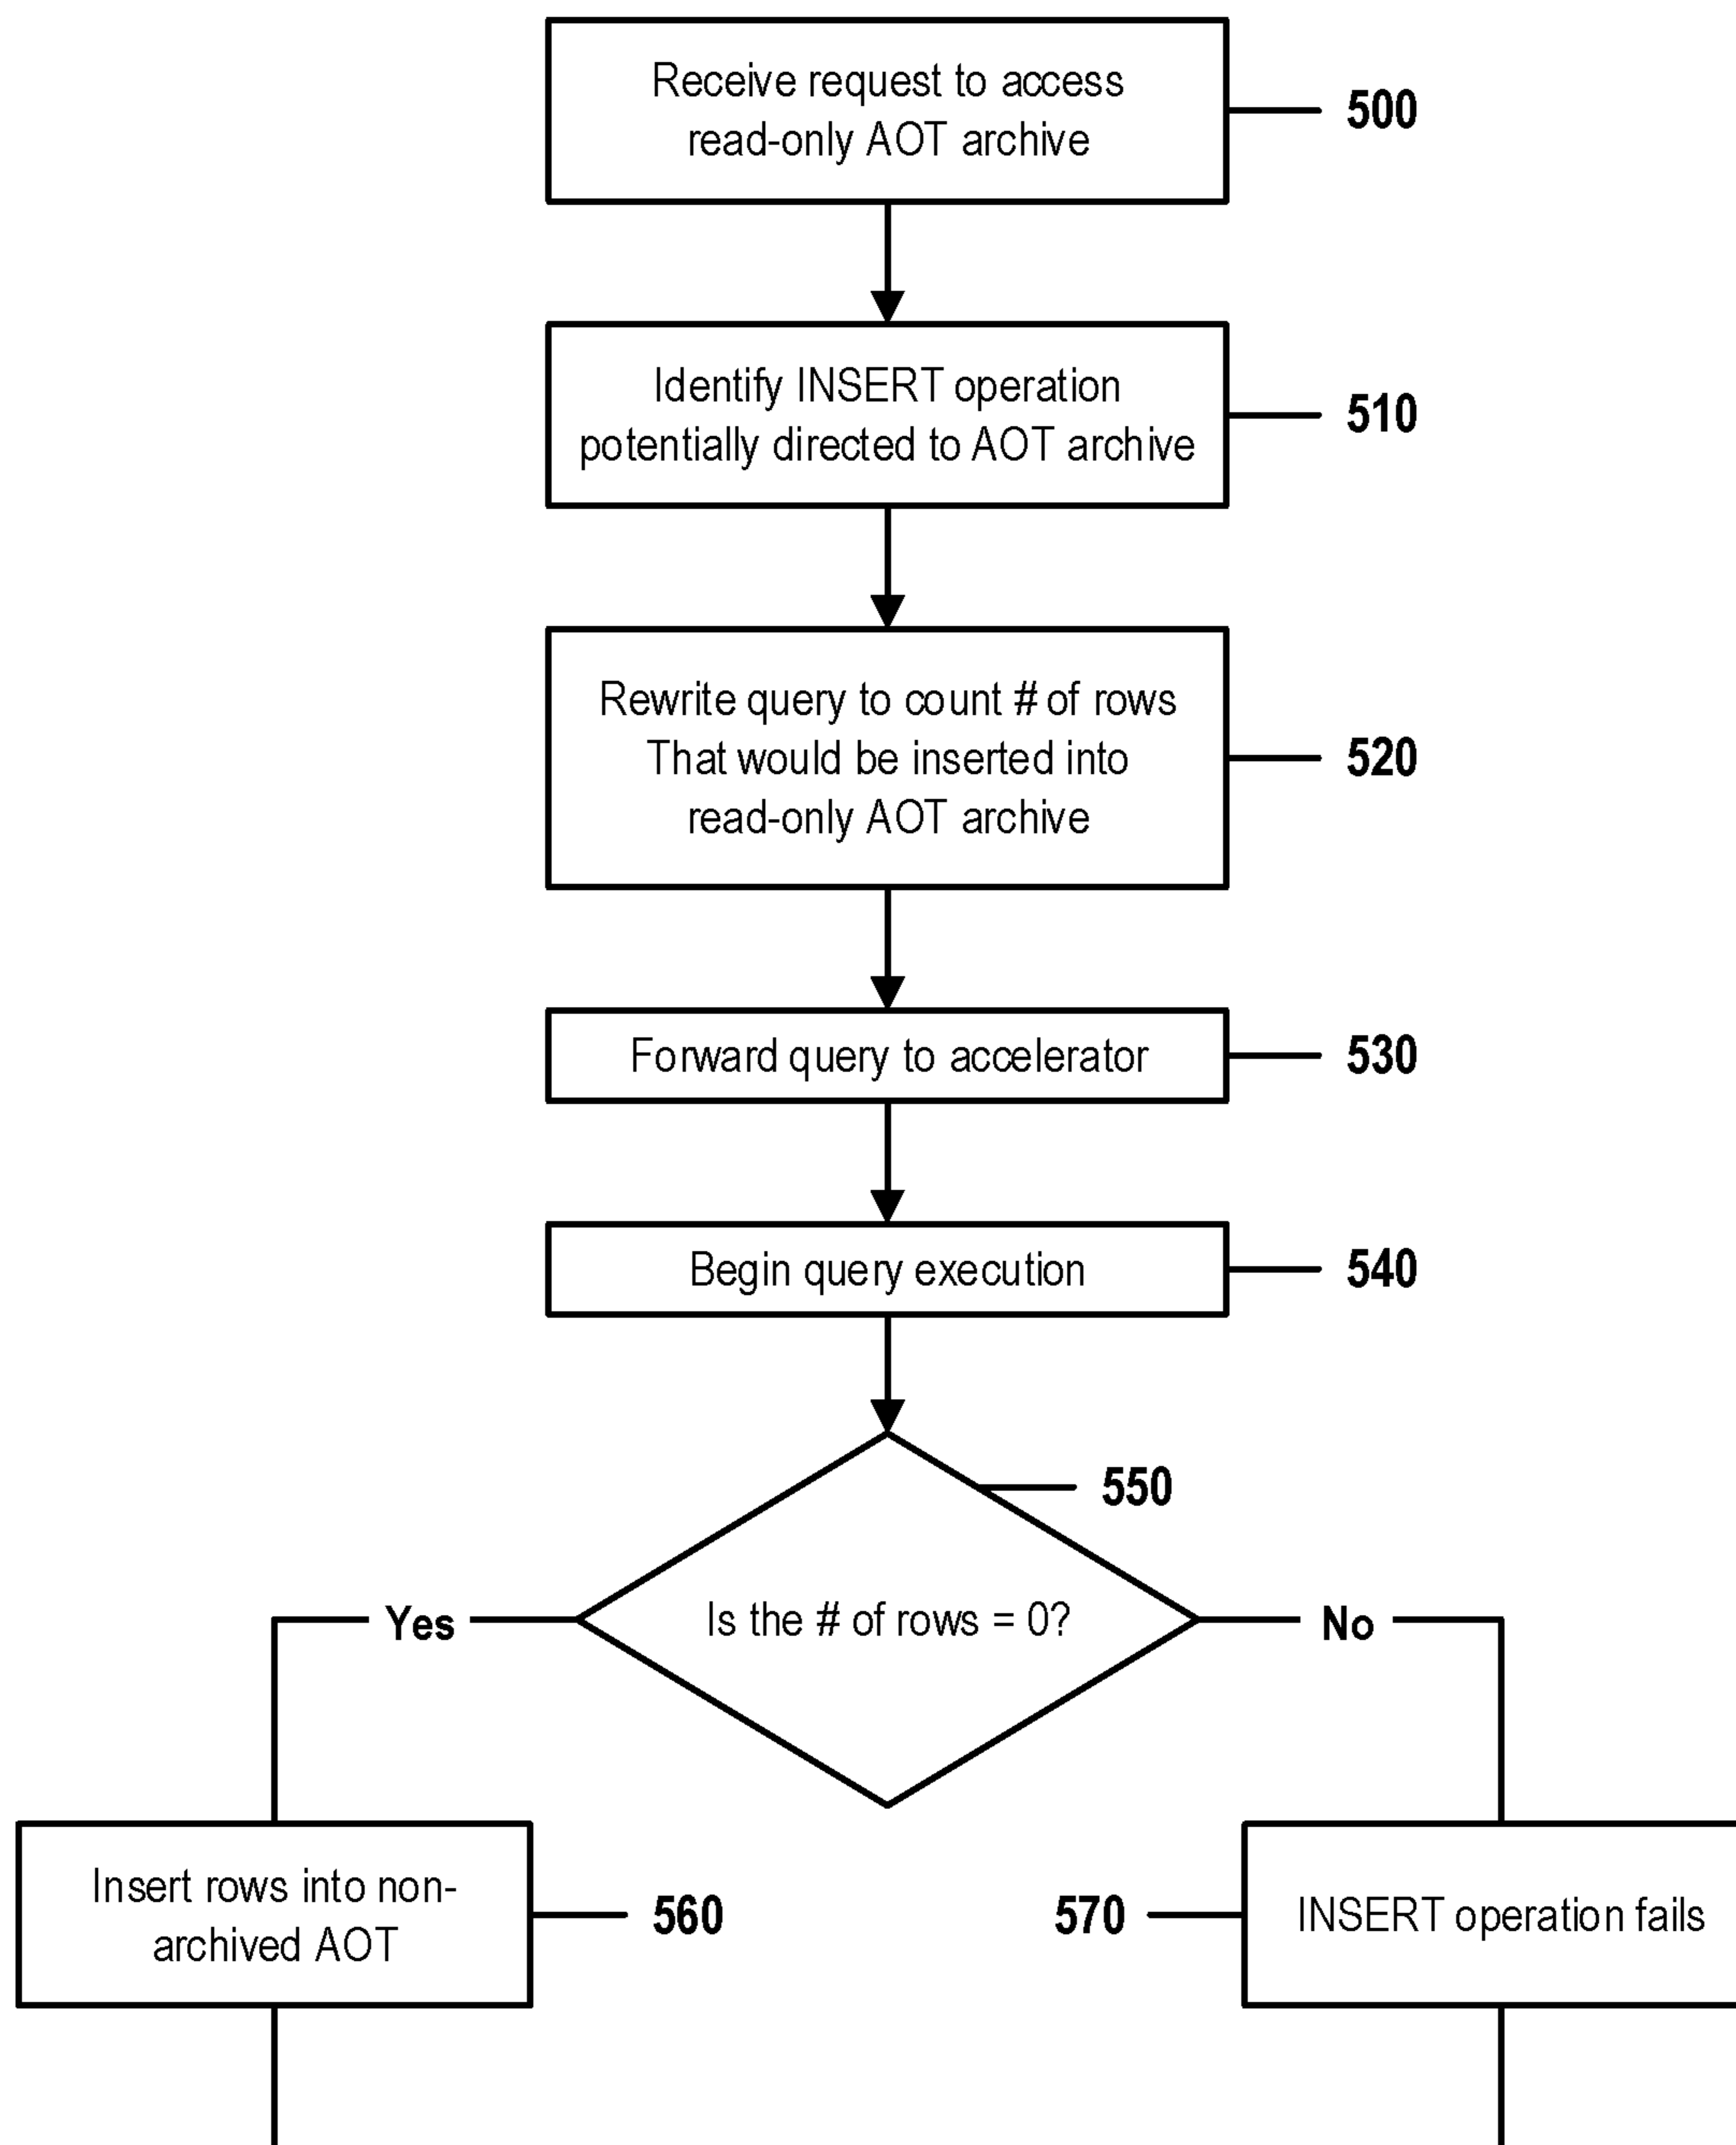 Receive request to access
read-only AOT archive
500
Identify INSERT operation
potentially directed to AOT archive
510
Rewrite query to count # of rows
That would be inserted into
read-only AOT archive
520
Forward query to accelerator
530
Begin query execution
540
550
Is the # of rows = 0?
Yes
No
Insert rows into non-
archived AOT
560
570
INSERT operation fails